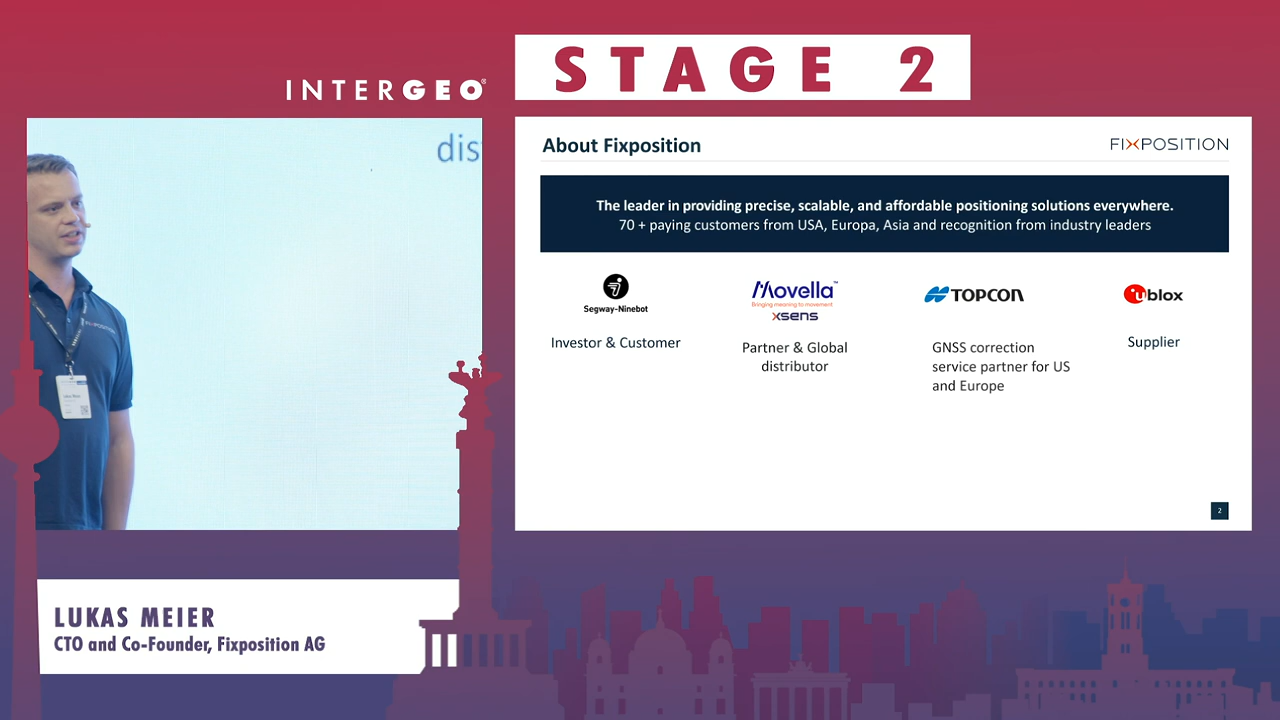 INTERGEO®
STAGE 2
dis
About Fixposition
FIXPOSITION
The leader in providing precise, scalable, and affordable positioning solutions everywhere.
70 + paying customers from USA, Europa, Asia and recognition from industry leaders
Segway-Ninebot
Investor & Customer
Movella™
Bringing meaning to movement
xsens
Partner & Global
distributor
TOPCON
GNSS correction
service partner for US
and Europe
ublox
Supplier
2
FIXPOSITION
LUKAS MEIER
CTO and Co-Founder, Fixposition AG